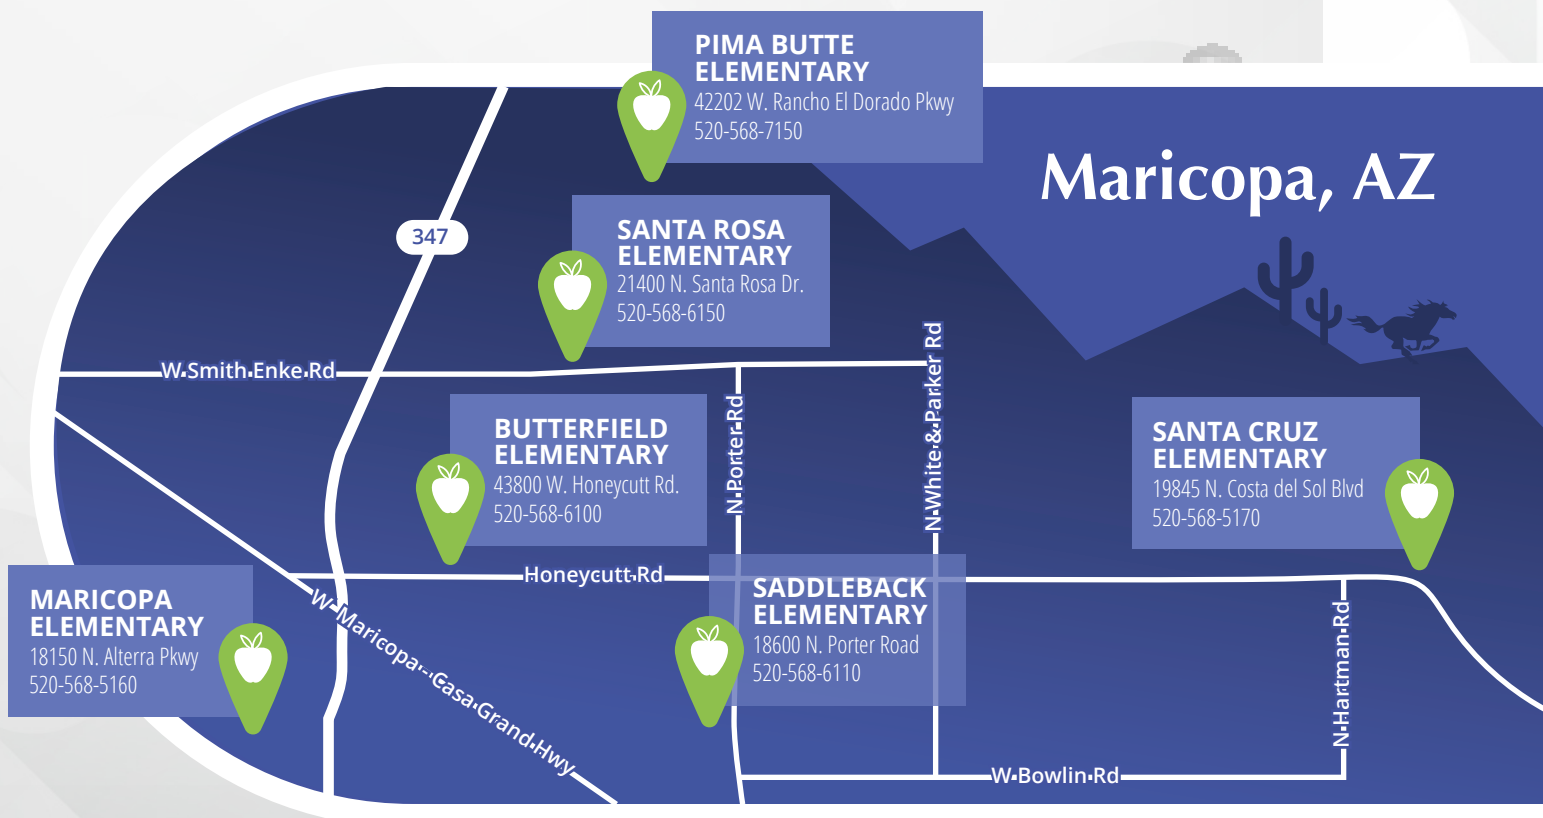 PIMA BUTTE
ELEMENTARY
42202 W. Rancho El Dorado Pkwy
520-568-7150
Maricopa, AZ
SANTA ROSA
ELEMENTARY
21400 N. Santa Rosa Dr.
520-568-6150
347
W Smith Enke Rd
N Porter Rd
N White & Parker Rd
BUTTERFIELD
ELEMENTARY
43800 W. Honeycutt Rd.
520-568-6100
SANTA CRUZ
ELEMENTARY
19845 N. Costa del Sol Blvd
520-568-5170
Honeycutt Rd
MARICOPA
ELEMENTARY
18150 N. Alterra Pkwy
520-568-5160
W Maricopa - Casa Grand Hwy
SADDLEBACK
ELEMENTARY
18600 N. Porter Road
520-568-6110
N Hartman Rd
W Bowlin Rd